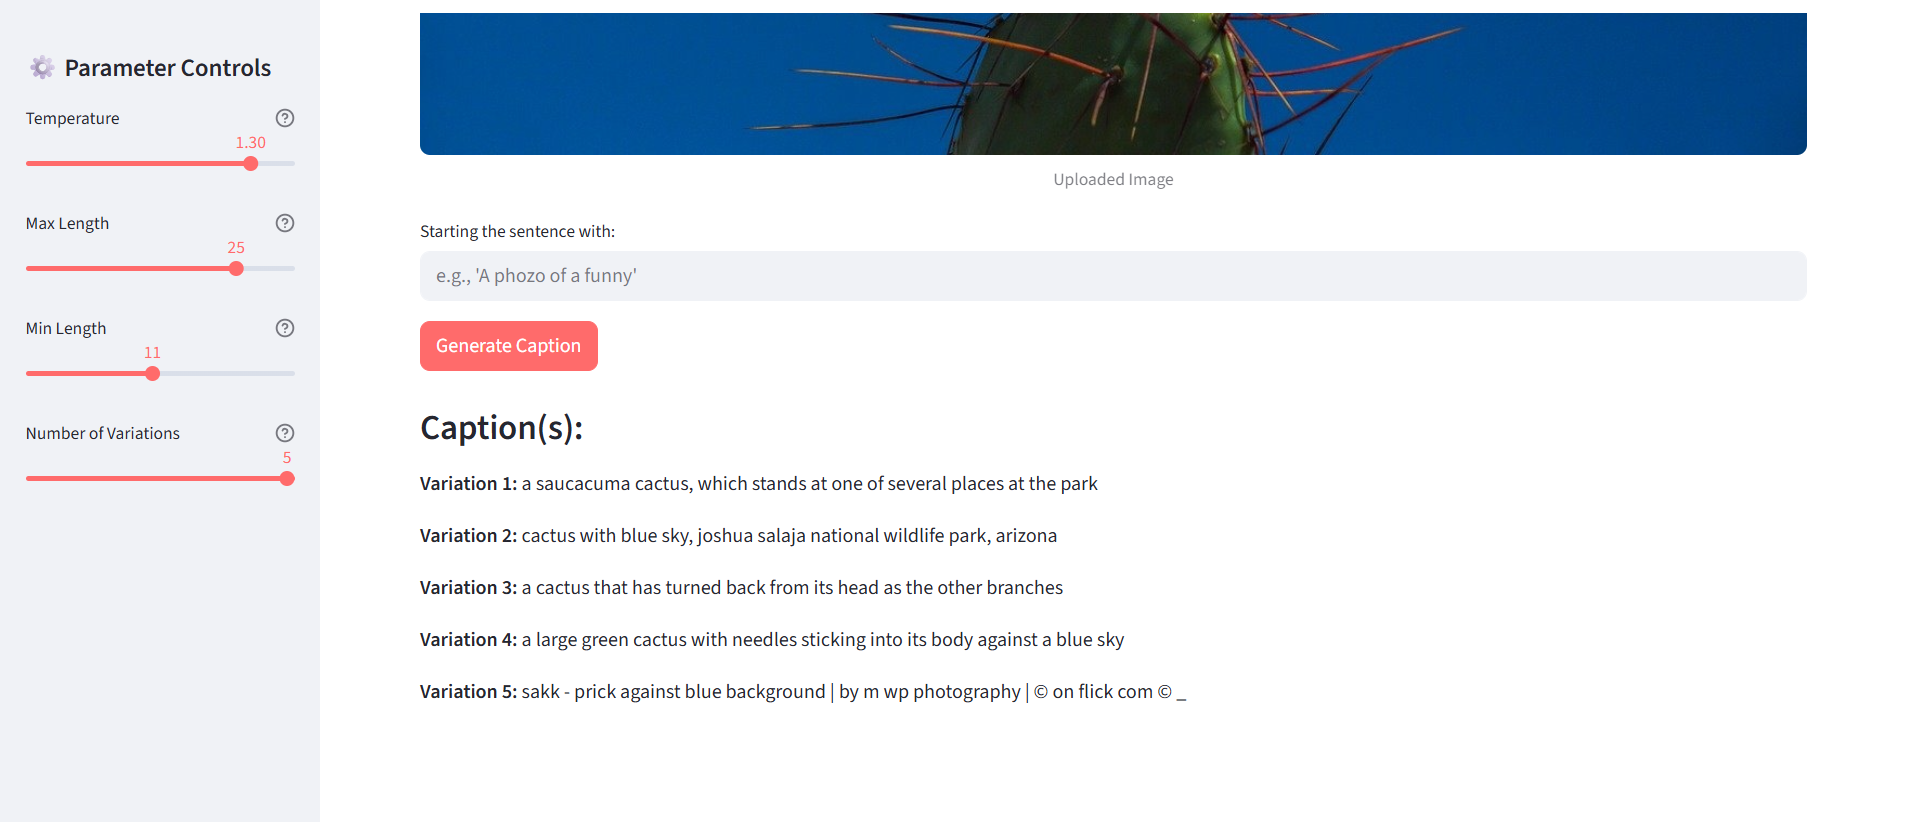 Parameter Controls
Temperature
1.30
Max Length
25
Min Length
11
Number of Variations
5
Uploaded Image
Starting the sentence with:
e.g., 'A phozo of a funny'
Generate Caption
Caption(s):
Variation 1: a saucacuma cactus, which stands at one of several places at the park
Variation 2: cactus with blue sky, joshua salaja national wildlife park, arizona
Variation 3: a cactus that has turned back from its head as the other branches
Variation 4: a large green cactus with needles sticking into its body against a blue sky
Variation 5: sakk - prick against blue background | by m wp photography | © on flick com © _